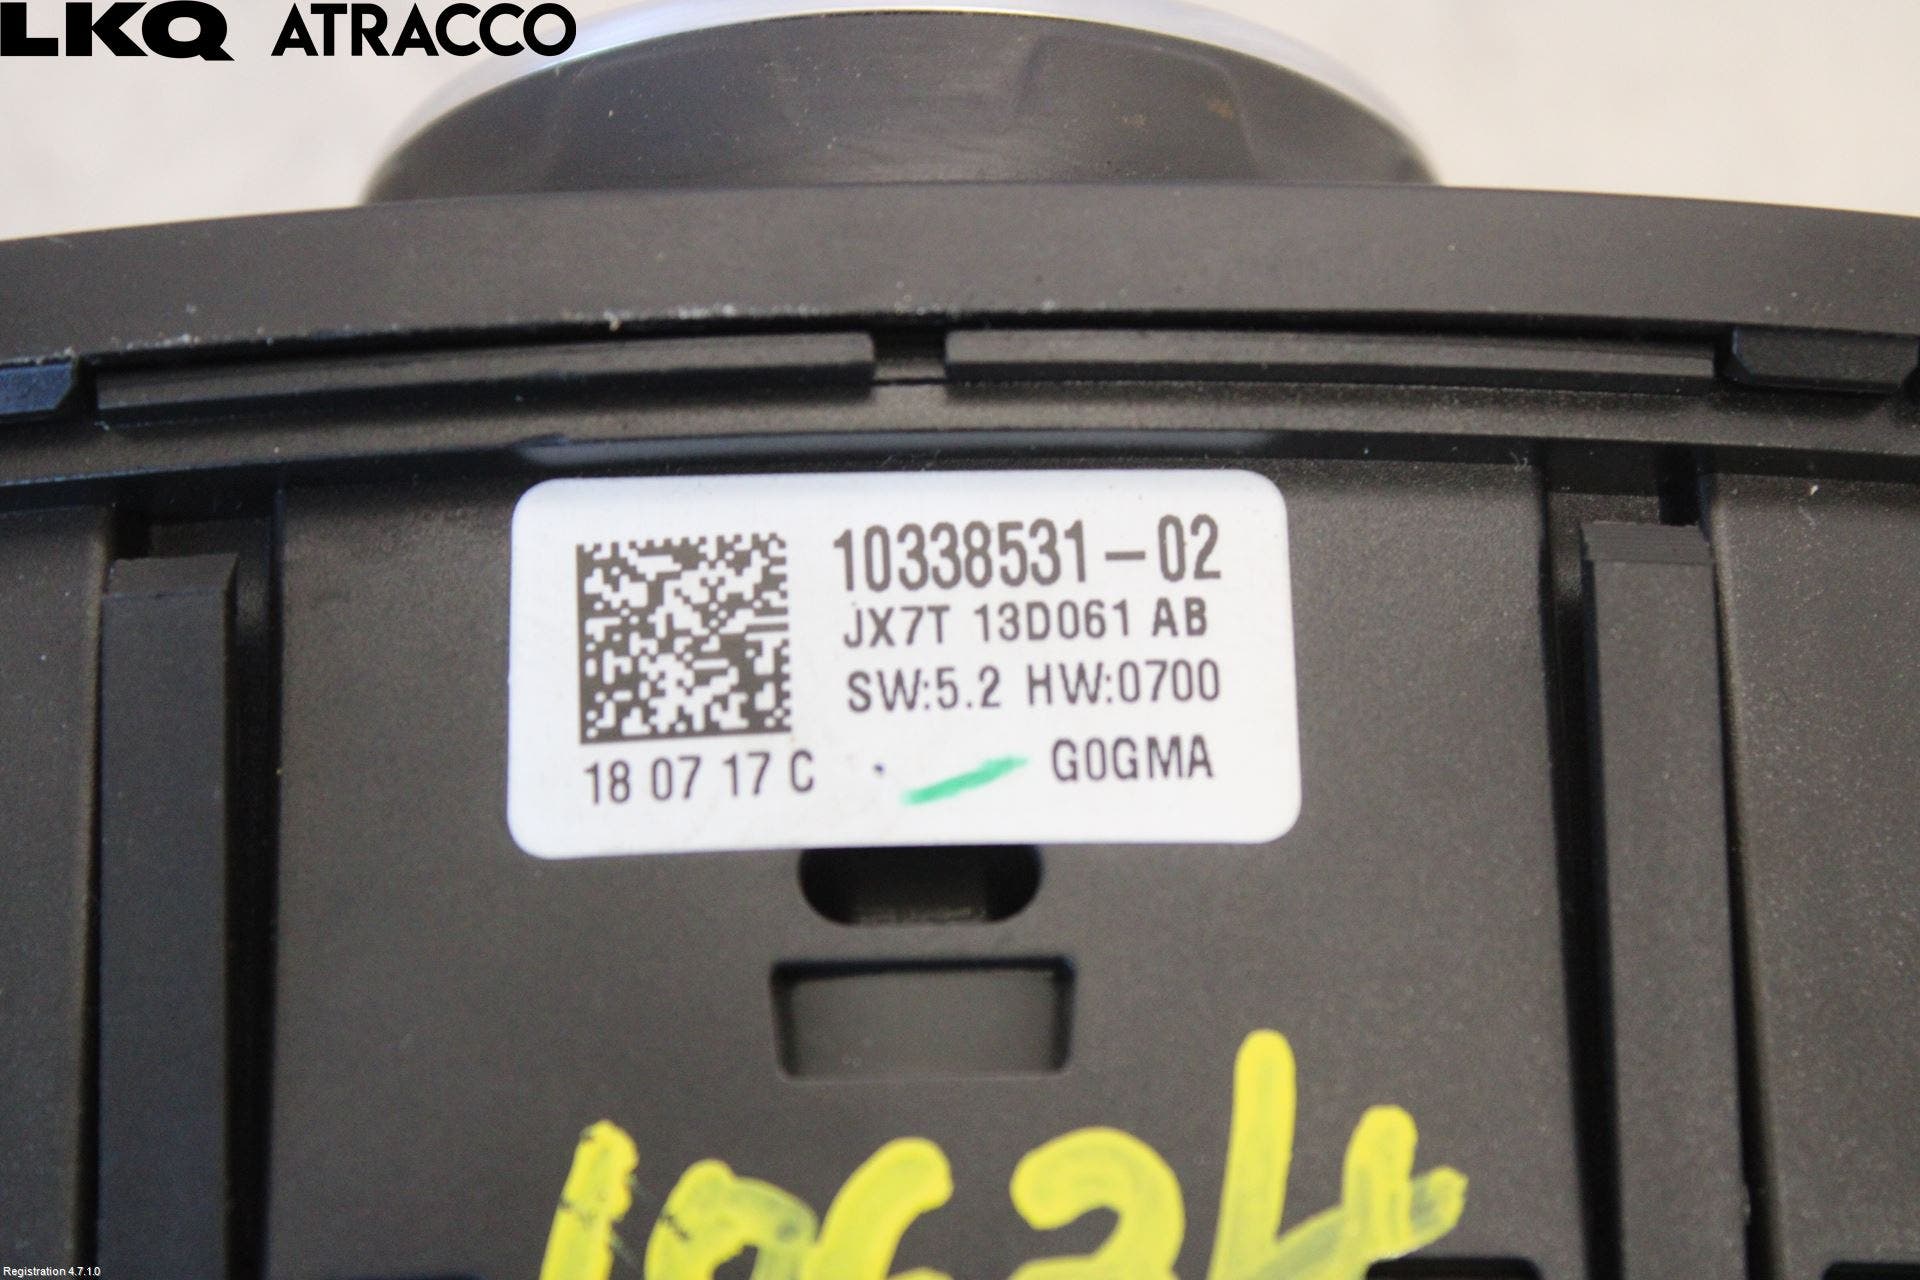 LKQ ATRACCO
10338531-02
JX7T 13D061 AB
SW:5.2 HW:0700
18 07 17 C G0GMA
Registration 4.7.1.0